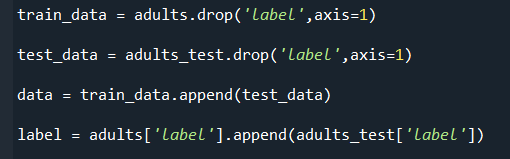 train_data = adults.drop('label',axis=1)
test_data = adults_test.drop('label',axis=1)
data = train_data.append(test_data)
label = adults['label'].append(adults_test['label'])